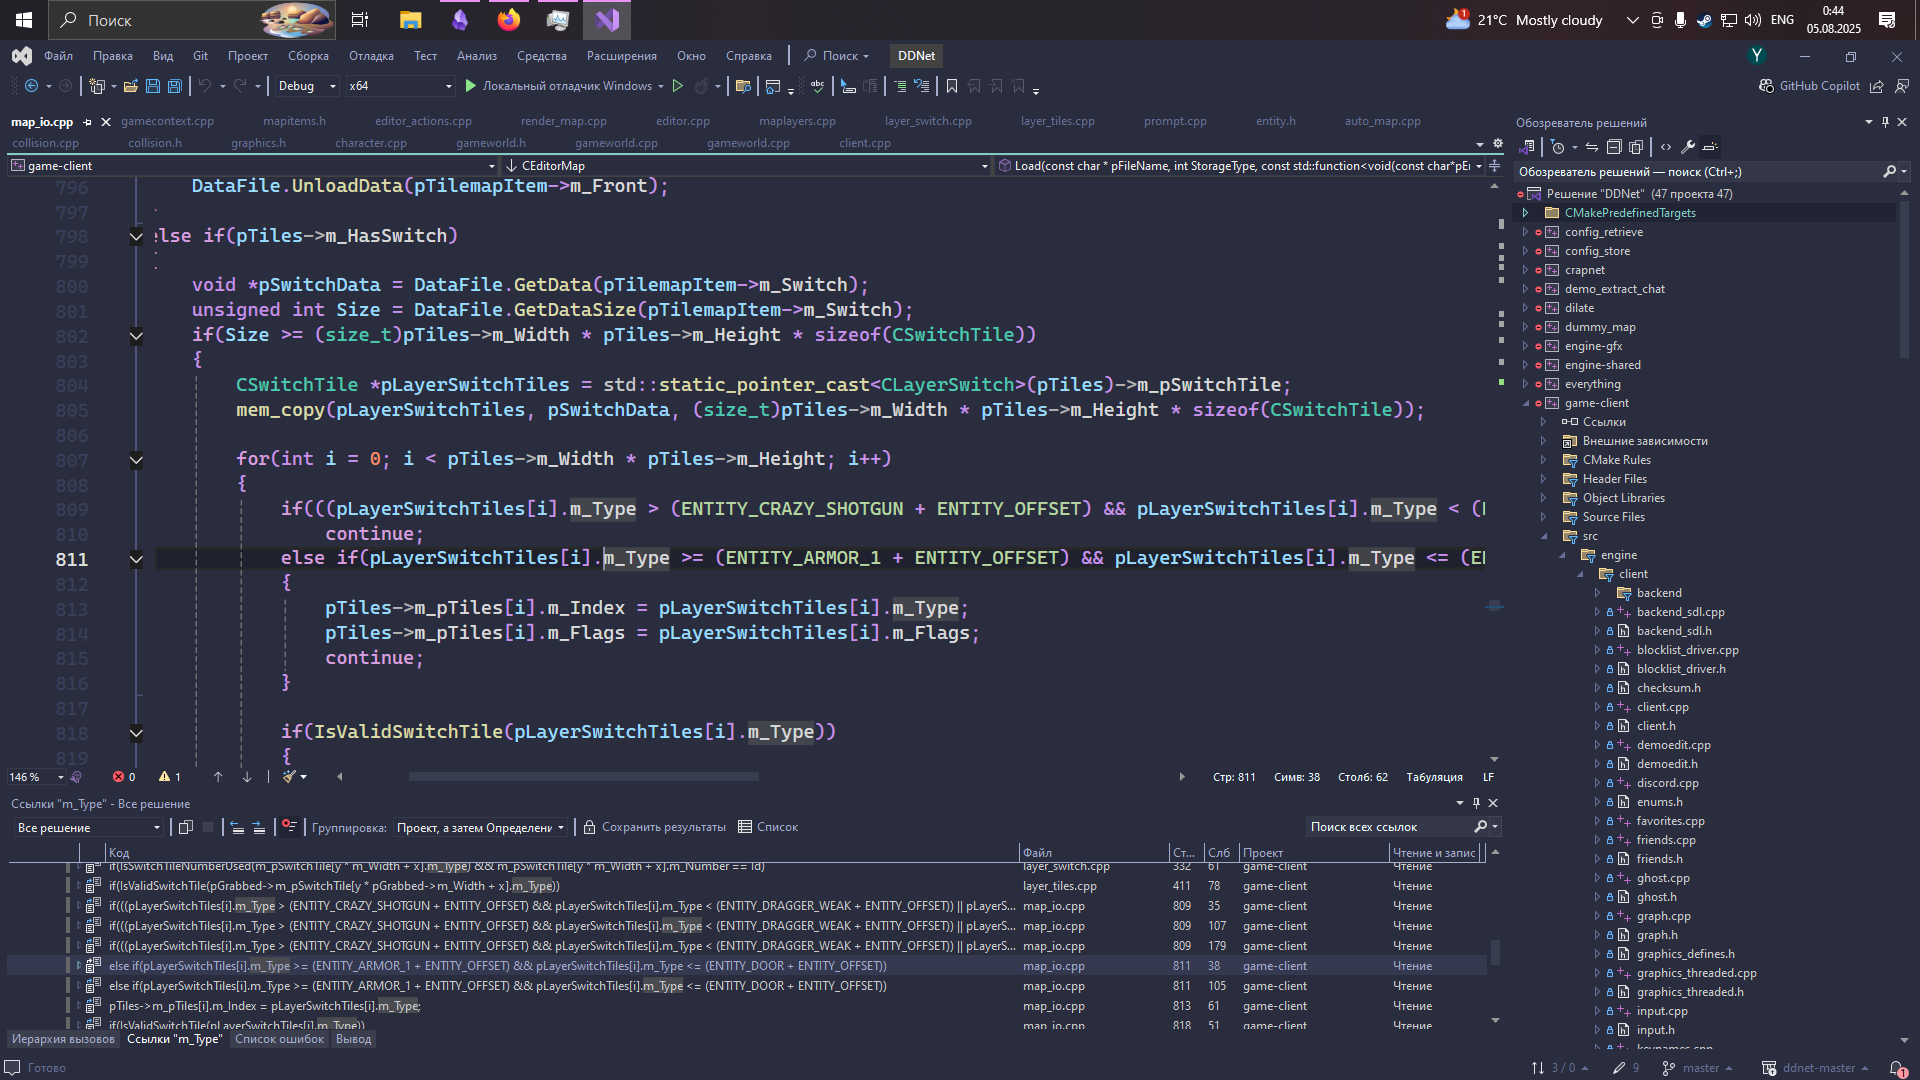 Поиск
21°C Mostly cloudy
ENG
0:44
05.08.2025
Файл Правка Вид Git Проект Сборка Отладка Тест Анализ Средства Расширения Окно Справка Поиск DDNet
Y
Debug x64 Локальный отладчик Windows GitHub Copilot
map_io.cpp gamecontext.cpp mapitems.h editor_actions.cpp render_map.cpp editor.cpp maplayers.cpp layer_switch.cpp layer_tiles.cpp prompt.cpp entity.h auto_map.cpp
collision.cpp collision.h graphics.h character.cpp gameworld.h gameworld.cpp gameworld.cpp client.cpp
game-client CEditorMap Load(const char * pFileName, int StorageType, const std::function<void(const char*pE
796 DataFile.UnloadData(pTilemapItem->m_Front);
797
798 lse if(pTiles->m_HasSwitch)
799
800 void *pSwitchData = DataFile.GetData(pTilemapItem->m_Switch);
801 unsigned int Size = DataFile.GetDataSize(pTilemapItem->m_Switch);
802 if(Size >= (size_t)pTiles->m_Width * pTiles->m_Height * sizeof(CSwitchTile))
803 {
804 CSwitchTile *pLayerSwitchTiles = std::static_pointer_cast<CLayerSwitch>(pTiles)->m_pSwitchTile;
805 mem_copy(pLayerSwitchTiles, pSwitchData, (size_t)pTiles->m_Width * pTiles->m_Height * sizeof(CSwitchTile));
806
807 for(int i = 0; i < pTiles->m_Width * pTiles->m_Height; i++)
808 {
809 if(((pLayerSwitchTiles[i].m_Type > (ENTITY_CRAZY_SHOTGUN + ENTITY_OFFSET) && pLayerSwitchTiles[i].m_Type < (
810 continue;
811 else if(pLayerSwitchTiles[i].m_Type >= (ENTITY_ARMOR_1 + ENTITY_OFFSET) && pLayerSwitchTiles[i].m_Type <= (E
812 {
813 pTiles->m_pTiles[i].m_Index = pLayerSwitchTiles[i].m_Type;
814 pTiles->m_pTiles[i].m_Flags = pLayerSwitchTiles[i].m_Flags;
815 continue;
816 }
817
818 if(IsValidSwitchTile(pLayerSwitchTiles[i].m_Type))
819 {
146 % 0 1 Стр: 811 Симв: 38 Столб: 62 Табуляция LF
Ссылки "m_Type" - Все решение
Все решение Группировка: Проект, а затем Определени Сохранить результаты Список Поиск всех ссылок
Код Файл Ст... Слб Проект Чтение и запис
if(IsSwitchTileNumberUsed(m_pSwitchTile[y * m_Width + x].m_Type) && m_pSwitchTile[y * m_Width + x].m_Number == Id) layer_switch.cpp 332 61 game-client Чтение
if(IsValidSwitchTile(pGrabbed->m_pSwitchTile[y * pGrabbed->m_Width + x].m_Type)) layer_tiles.cpp 411 78 game-client Чтение
if(((pLayerSwitchTiles[i].m_Type > (ENTITY_CRAZY_SHOTGUN + ENTITY_OFFSET) && pLayerSwitchTiles[i].m_Type < (ENTITY_DRAGGER_WEAK + ENTITY_OFFSET)) || pLayerS... map_io.cpp 809 35 game-client Чтение
if(((pLayerSwitchTiles[i].m_Type > (ENTITY_CRAZY_SHOTGUN + ENTITY_OFFSET) && pLayerSwitchTiles[i].m_Type < (ENTITY_DRAGGER_WEAK + ENTITY_OFFSET)) || pLayerS... map_io.cpp 809 107 game-client Чтение
if(((pLayerSwitchTiles[i].m_Type > (ENTITY_CRAZY_SHOTGUN + ENTITY_OFFSET) && pLayerSwitchTiles[i].m_Type < (ENTITY_DRAGGER_WEAK + ENTITY_OFFSET)) || pLayerS... map_io.cpp 809 179 game-client Чтение
else if(pLayerSwitchTiles[i].m_Type >= (ENTITY_ARMOR_1 + ENTITY_OFFSET) && pLayerSwitchTiles[i].m_Type <= (ENTITY_DOOR + ENTITY_OFFSET)) map_io.cpp 811 38 game-client Чтение
else if(pLayerSwitchTiles[i].m_Type >= (ENTITY_ARMOR_1 + ENTITY_OFFSET) && pLayerSwitchTiles[i].m_Type <= (ENTITY_DOOR + ENTITY_OFFSET)) map_io.cpp 811 105 game-client Чтение
pTiles->m_pTiles[i].m_Index = pLayerSwitchTiles[i].m_Type; map_io.cpp 813 61 game-client Чтение
if(IsValidSwitchTile(pLayerSwitchTiles[i].m_Type)) map_io.cpp 818 51 game-client Чтение
Иерархия вызовов Ссылки "m_Type" Список ошибок Вывод
Обозреватель решений
Обозреватель решений — поиск (Ctrl+;)
Решение "DDNet" (47 проекта 47)
CMakePredefinedTargets
config_retrieve
config_store
crapnet
demo_extract_chat
dilate
dummy_map
engine-gfx
engine-shared
everything
game-client
Ссылки
Внешние зависимости
CMake Rules
Header Files
Object Libraries
Source Files
src
engine
client
backend
backend_sdl.cpp
backend_sdl.h
blocklist_driver.cpp
blocklist_driver.h
checksum.h
client.cpp
client.h
demoedit.cpp
demoedit.h
discord.cpp
enums.h
favorites.cpp
friends.cpp
friends.h
ghost.cpp
ghost.h
graph.cpp
graph.h
graphics_defines.h
graphics_threaded.cpp
graphics_threaded.h
input.cpp
input.h
keynames.cpp
Готово 3 / 0 9 master ddnet-master 1